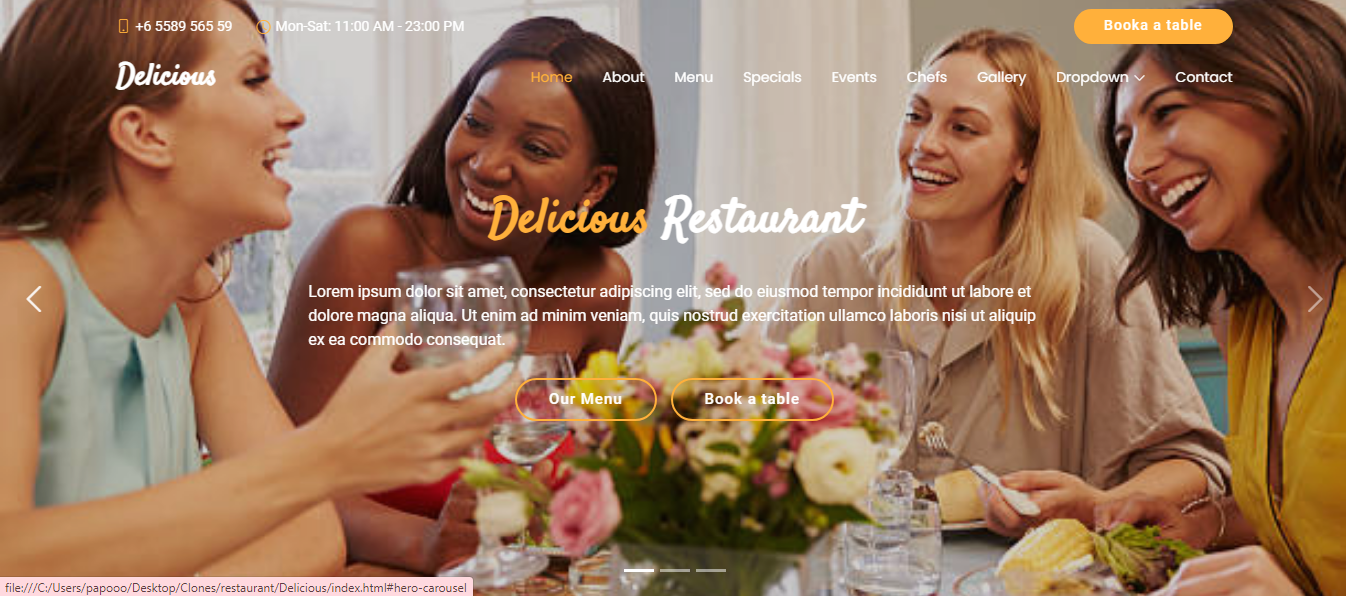 +6 5589 565 59
Mon-Sat: 11:00 AM - 23:00 PM
Booka a table
Delicious
Home
About
Menu
Specials
Events
Chefs
Gallery
Dropdown
Contact
Delicious Restaurant
Lorem ipsum dolor sit amet, consectetur adipiscing elit, sed do eiusmod tempor incididunt ut labore et
dolore magna aliqua. Ut enim ad minim veniam, quis nostrud exercitation ullamco laboris nisi ut aliquip
ex ea commodo consequat.
Our Menu
Book a table
file:///C:/Users/papooo/Desktop/Clones/restaurant/Delicious/index.html#hero-carousel